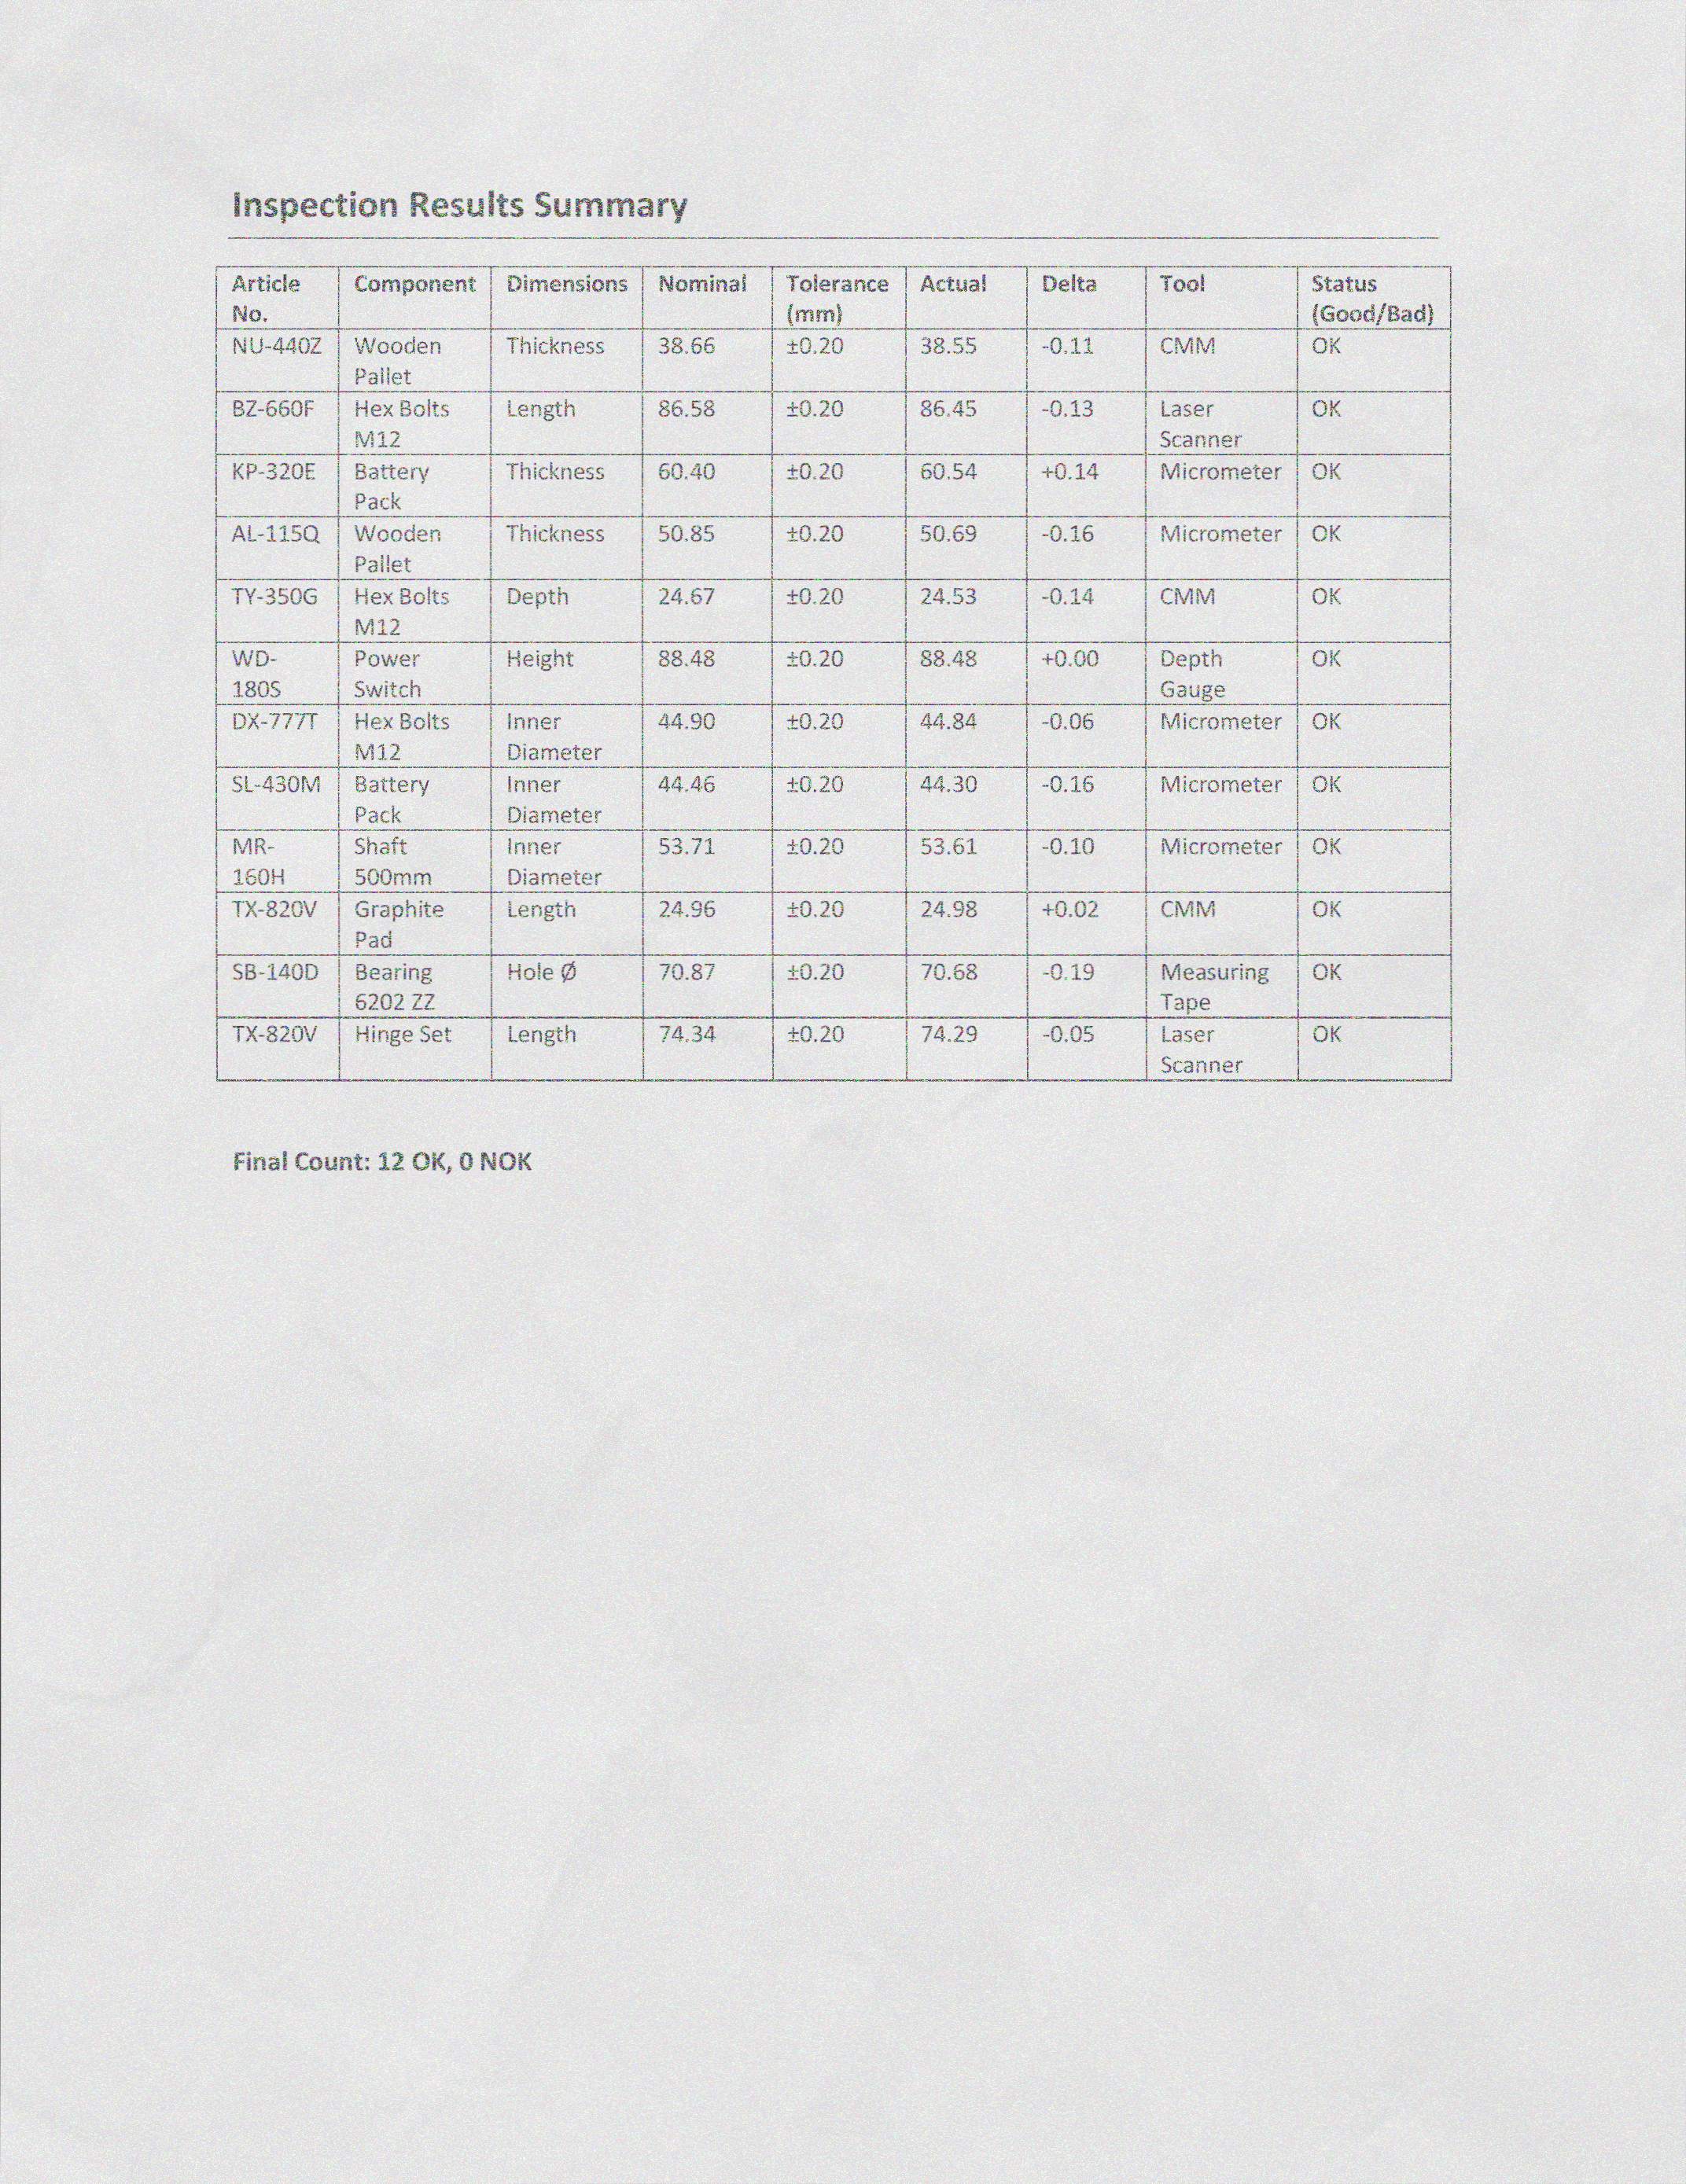 Inspection Results Summary
Article No. Component Dimensions Nominal Tolerance (mm) Actual Delta Tool Status (Good/Bad)
NU-440Z Wooden Pallet Thickness 38.66 ±0.20 38.55 -0.11 CMM OK
BZ-660F Hex Bolts M12 Length 86.58 ±0.20 86.45 -0.13 Laser Scanner OK
KP-320E Battery Pack Thickness 60.40 ±0.20 60.54 +0.14 Micrometer OK
AL-115Q Wooden Pallet Thickness 50.85 ±0.20 50.69 -0.16 Micrometer OK
TY-350G Hex Bolts M12 Depth 24.67 ±0.20 24.53 -0.14 CMM OK
WD-180S Power Switch Height 88.48 ±0.20 88.48 +0.00 Depth Gauge OK
DX-777T Hex Bolts M12 Inner Diameter 44.90 ±0.20 44.84 -0.06 Micrometer OK
SL-430M Battery Pack Inner Diameter 44.46 ±0.20 44.30 -0.16 Micrometer OK
MR-160H Shaft 500mm Inner Diameter 53.71 ±0.20 53.61 -0.10 Micrometer OK
TX-820V Graphite Pad Length 24.96 ±0.20 24.98 +0.02 CMM OK
SB-140D Bearing 6202 ZZ Hole Ø 70.87 ±0.20 70.68 -0.19 Measuring Tape OK
TX-820V Hinge Set Length 74.34 ±0.20 74.29 -0.05 Laser Scanner OK
Final Count: 12 OK, 0 NOK